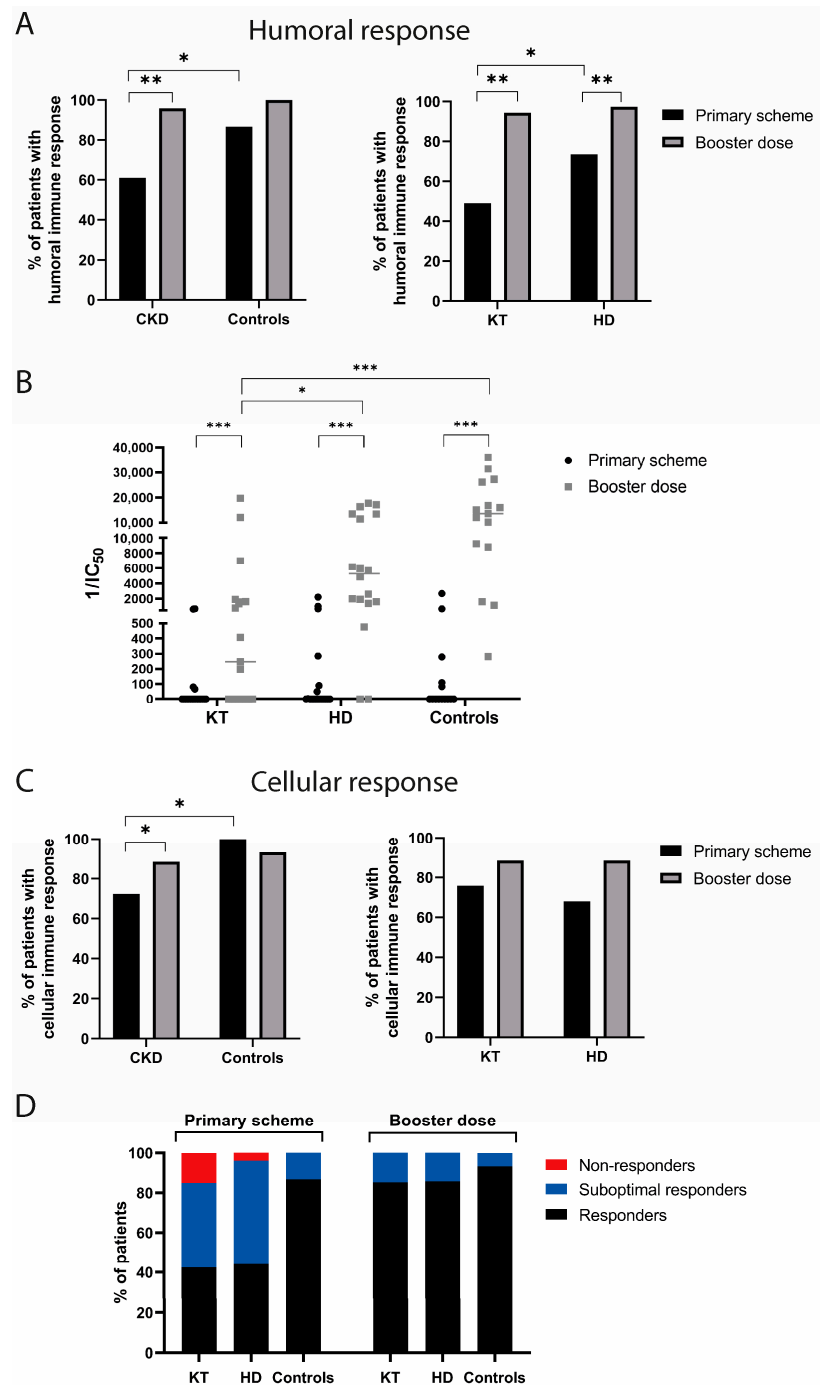 A
Humoral response
*
**
100
80
60
40
20
0
% of patients with
humoral immune response
CKD
Controls
*
**
**
100
80
60
40
20
0
% of patients with
humoral immune response
KT
HD
Primary scheme
Booster dose
B
***
*
***
***
***
40,000
30,000
20,000
10,000
10,000
8000
6000
4000
2000
500
400
300
200
100
0
1/IC50
KT
HD
Controls
Primary scheme
Booster dose
C
Cellular response
*
*
100
80
60
40
20
0
% of patients with
cellular immune response
CKD
Controls
100
80
60
40
20
0
% of patients with
cellular immune response
KT
HD
Primary scheme
Booster dose
D
Primary scheme
Booster dose
100
80
60
40
20
0
% of patients
KT
HD
Controls
KT
HD
Controls
Non-responders
Suboptimal responders
Responders